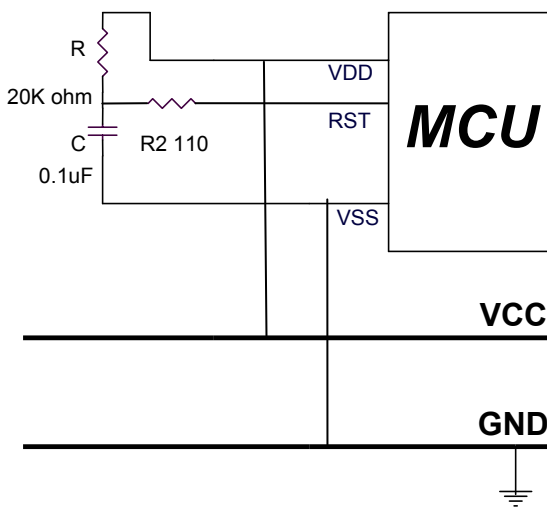 R
VDD
20K ohm
RST
MCU
C
R2 110
0.1uF
VSS
VCC
GND